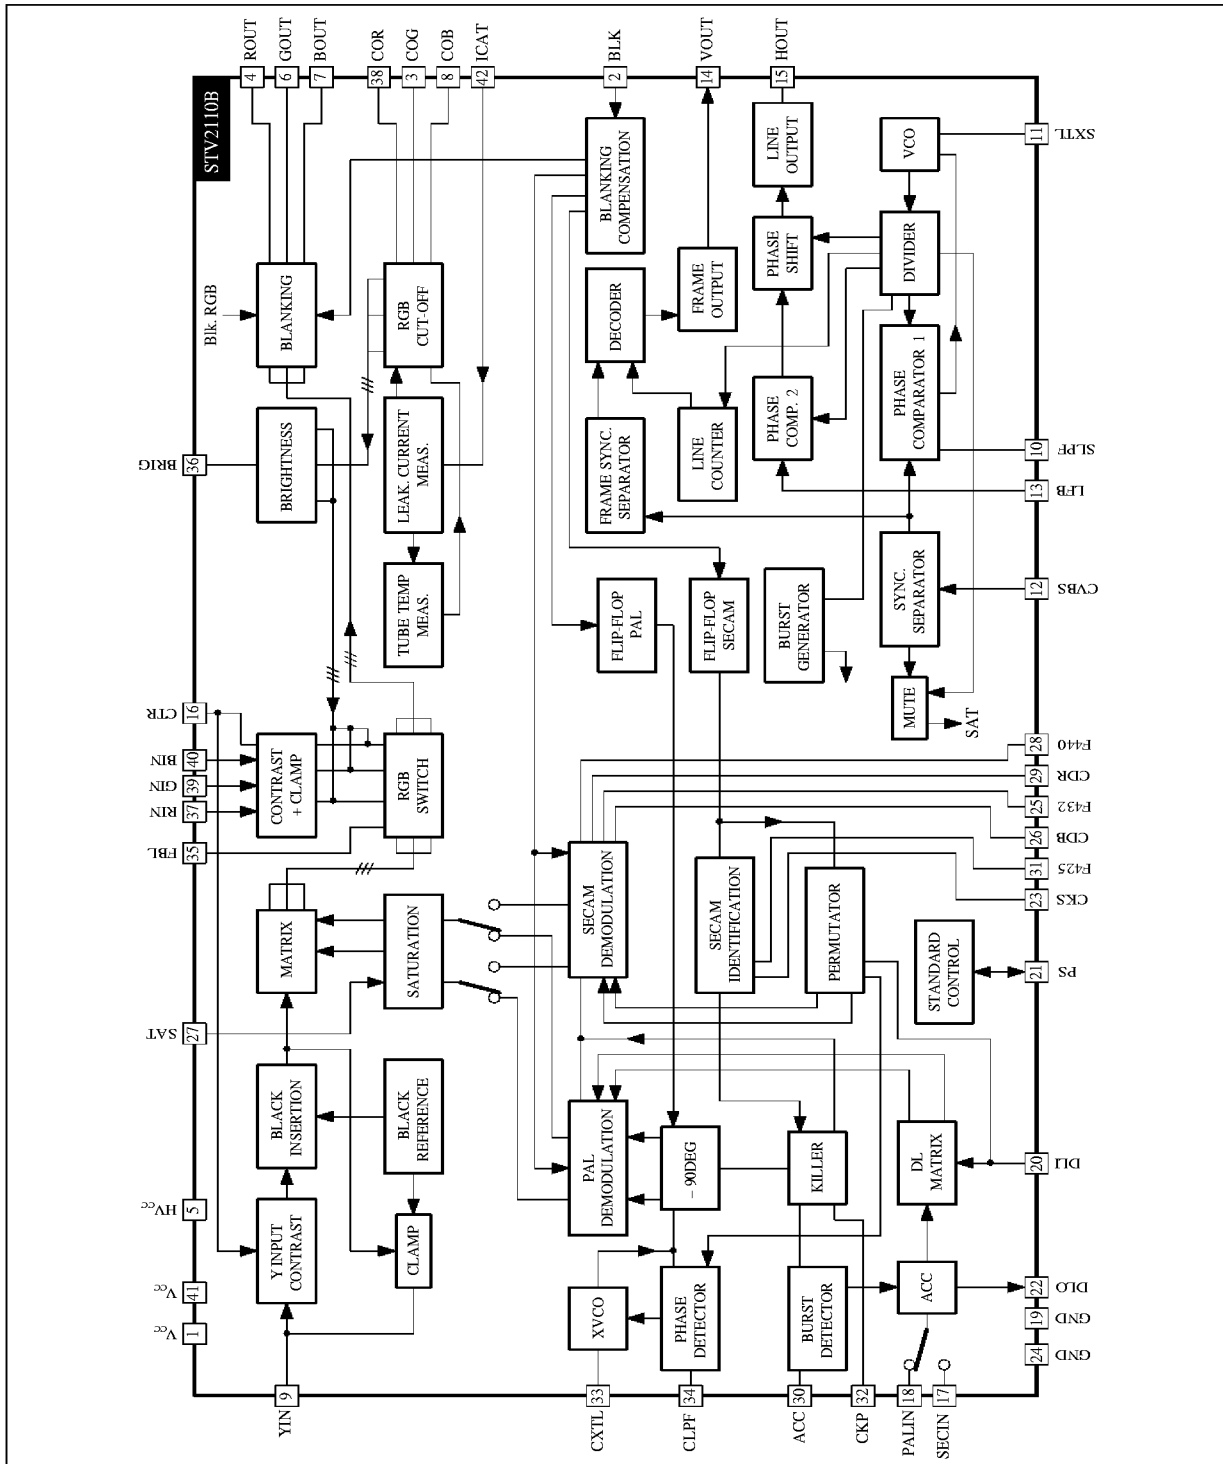 STV2110B
ROUT
4
GOUT
6
BOUT
7
COR
38
COG
3
COB
8
ICAT
42
BLK
2
VOUT
14
HOUT
15
Blk. RGB
BLANKING
RGB
CUT-OFF
BLANKING
COMPENSATION
DECODER
FRAME
OUTPUT
LINE
OUTPUT
PHASE
SHIFT
VCO
DIVIDER
SXTL
11
BRIG
36
BRIGHTNESS
LEAK. CURRENT
MEAS.
TUBE TEMP
MEAS.
FRAME SYNC.
SEPARATOR
LINE
COUNTER
PHASE
COMP. 2
PHASE
COMPARATOR 1
SLPF
10
LFB
13
FLIP-FLOP
PAL
FLIP-FLOP
SECAM
BURST
GENERATOR
SYNC.
SEPARATOR
CVBS
12
MUTE
SAT
CTR
16
BIN
40
GIN
39
RIN
37
FBL
35
CONTRAST
+ CLAMP
RGB
SWITCH
MATRIX
SATURATION
SECAM
DEMODULATION
SECAM
IDENTIFICATION
PERMUTATOR
STANDARD
CONTROL
F440
28
CDR
29
F432
25
CDB
26
F425
31
CKS
23
PS
21
SAT
27
BLACK
INSERTION
BLACK
REFERENCE
PAL
DEMODULATION
– 90DEG
KILLER
DL
MATRIX
DLI
20
HVCC
5
VCC
41
VCC
1
Y INPUT
CONTRAST
CLAMP
XVCO
PHASE
DETECTOR
BURST
DETECTOR
ACC
DLO
22
GND
19
GND
24
YIN
9
CXTL
33
CLPF
34
ACC
30
CKP
32
PALIN
18
SECIN
17